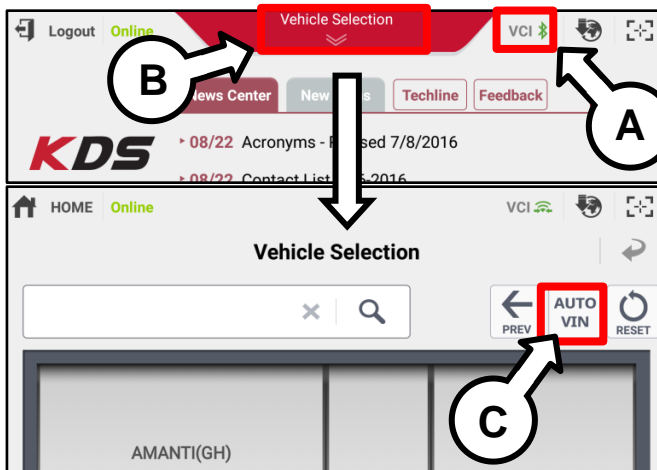 Logout Online Vehicle Selection VCI
B
A
News Center New Techline Feedback
KDS
08/22 Acronyms - sed 7/8/2016
08/22 Contact List -2016
HOME Online VCI
Vehicle Selection
PREV AUTO VIN RESET
C
AMANTI(GH)